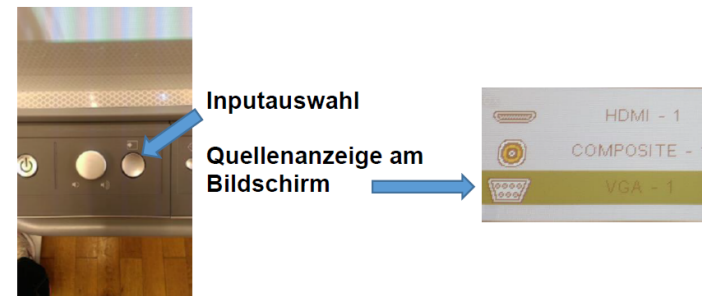 Inputauswahl
Quellenanzeige am
Bildschirm
HDMI - 1
COMPOSITE -
VGA - 1